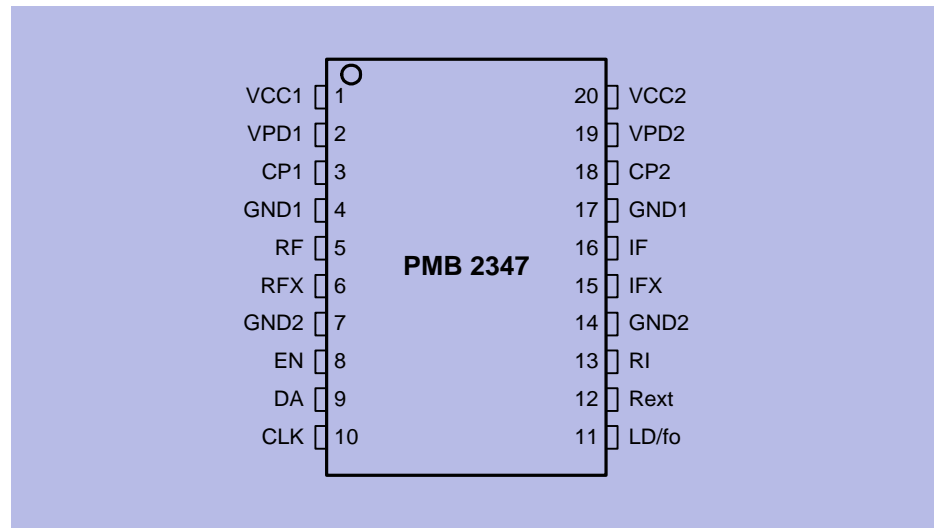 VCC1 1 20 VCC2
VPD1 2 19 VPD2
CP1 3 18 CP2
GND1 4 17 GND1
RF 5 16 IF
PMB 2347
RFX 6 15 IFX
GND2 7 14 GND2
EN 8 13 RI
DA 9 12 Rext
CLK 10 11 LD/fo